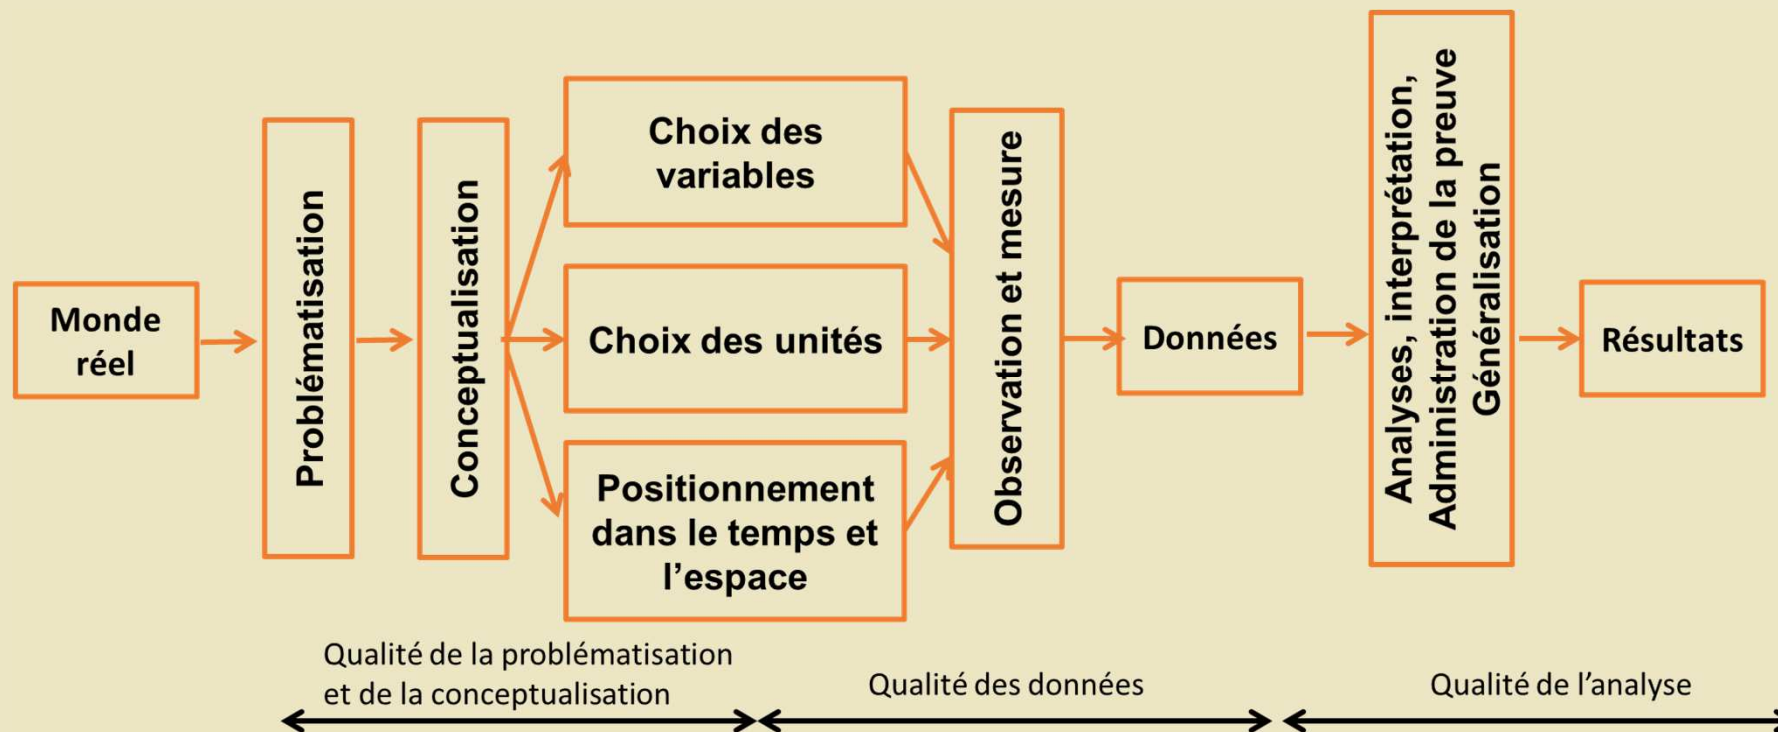 Monde
réel
Problématisation
Conceptualisation
Choix des
variables
Choix des unités
Positionnement
dans le temps et
l’espace
Observation et mesure
Données
Analyses, interprétation,
Administration de la preuve
Généralisation
Résultats
Qualité de la problématisation
et de la conceptualisation
Qualité des données
Qualité de l’analyse